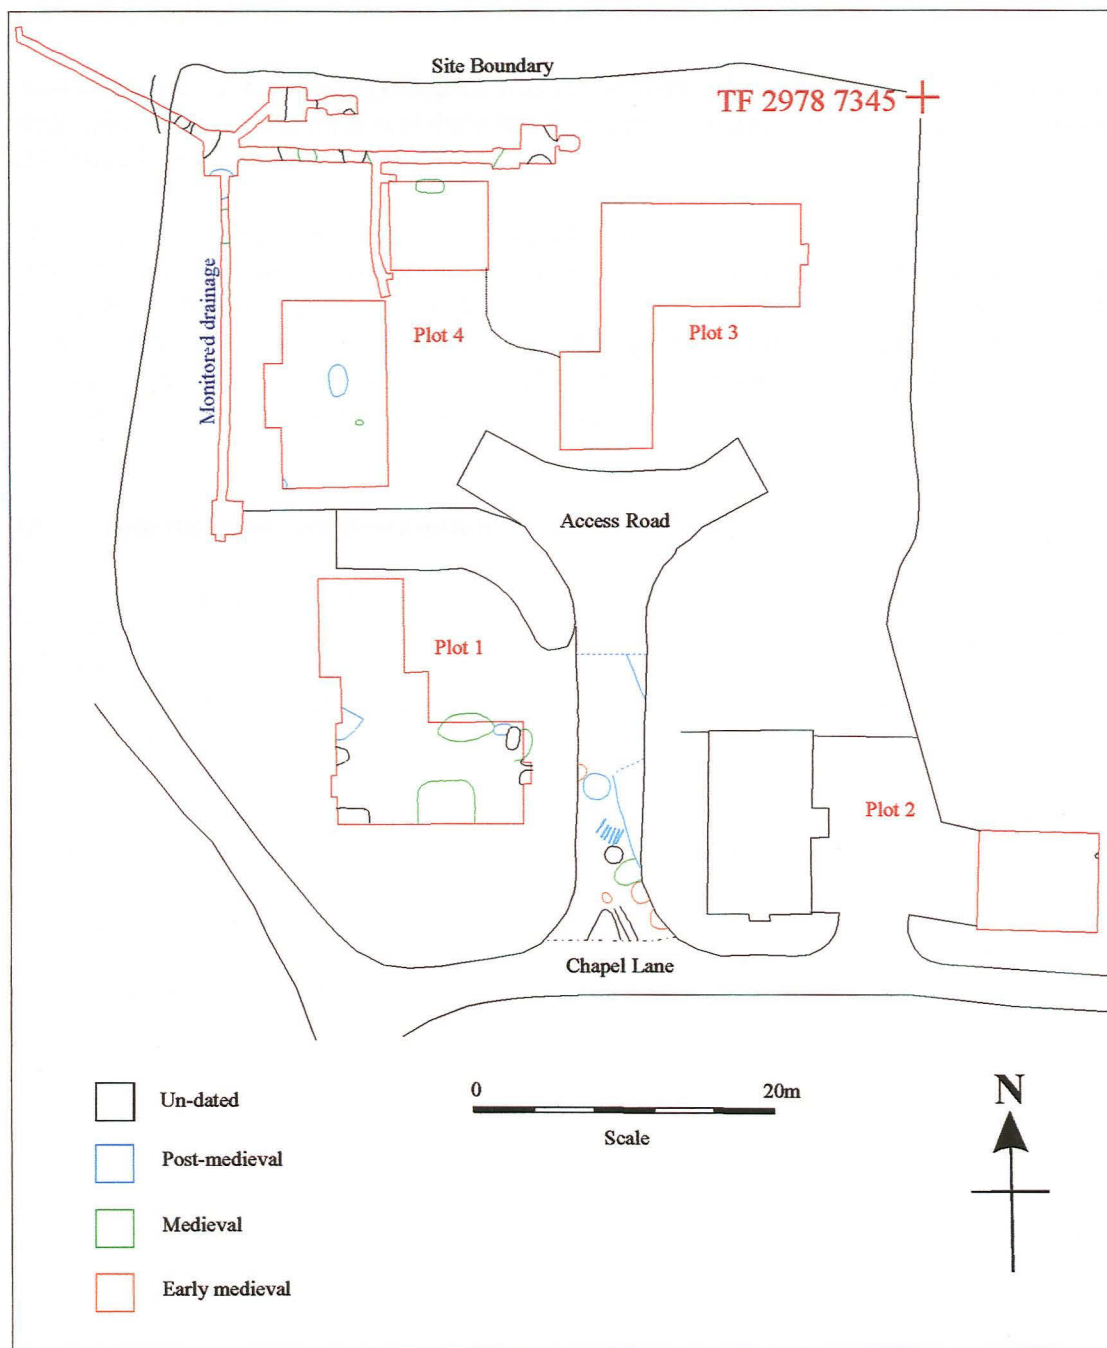 Site Boundary
TF 2978 7345
Monitored drainage
Plot 4
Plot 3
Access Road
Plot 1
Plot 2
Chapel Lane
Un-dated
Post-medieval
Medieval
Early medieval
0 20m
Scale
N